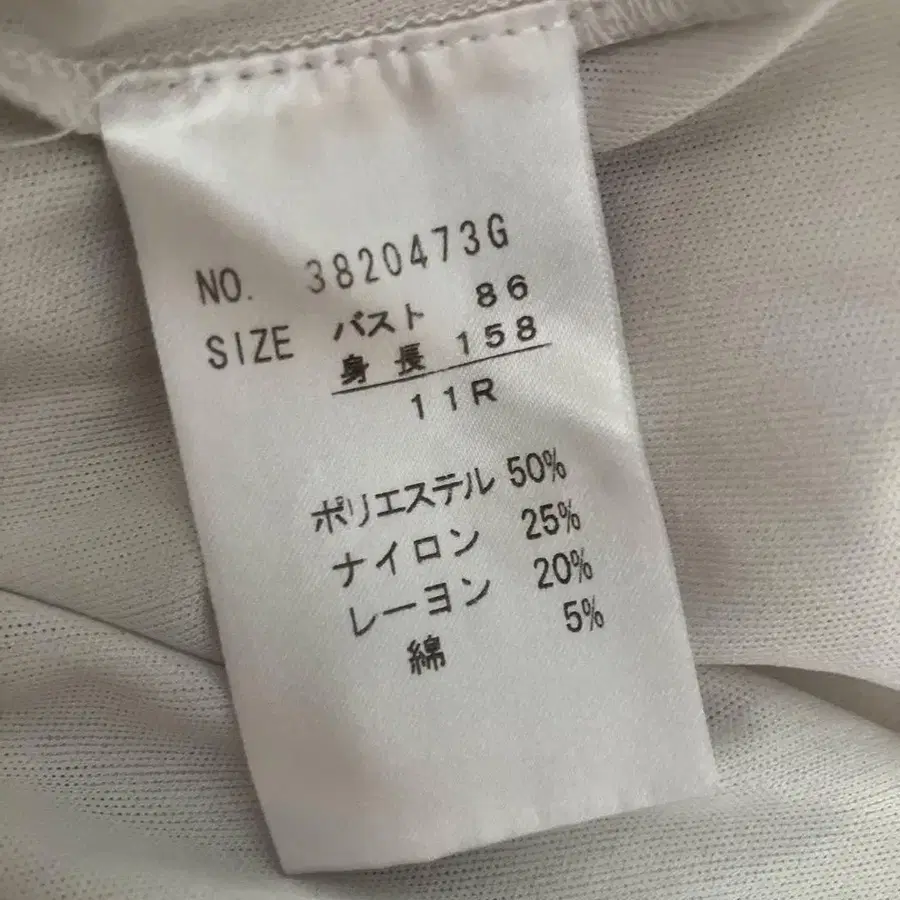 NO. 3820473G
SIZE バスト 86
身長 158
11R
ポリエステル 50%
ナイロン 25%
レーヨン 20%
綿 5%